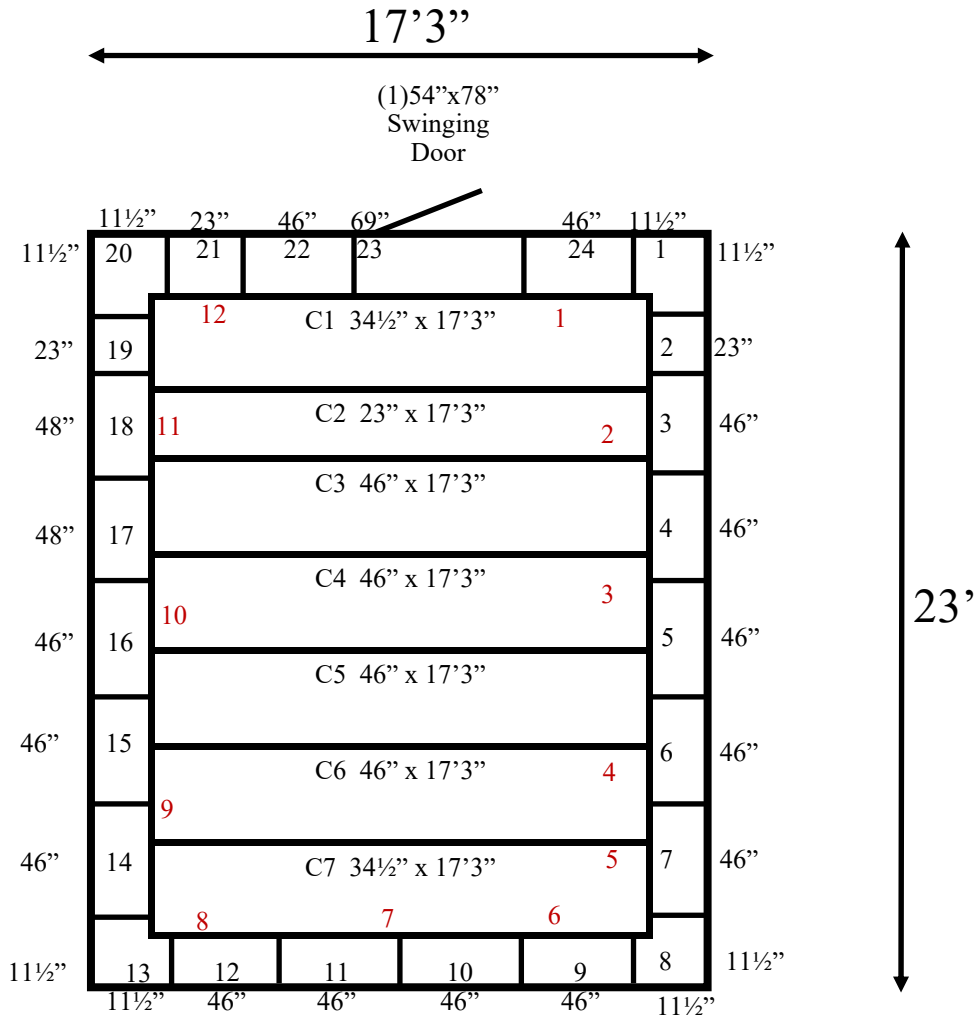 17’3”
(1)54”x78”
Swinging
Door
11½” 23” 46” 69” 46” 11½”
11½” 20 21 22 23 24 1 11½”
12 C1 34½” x 17’3” 1
23” 19 2 23”
48” 18 11 C2 23” x 17’3” 2 3 46”
C3 46” x 17’3”
48” 17 4 46”
C4 46” x 17’3” 3
23’
10
46” 16 5 46”
C5 46” x 17’3”
46” 15 6 46”
C6 46” x 17’3” 4
9
46” 14 C7 34½” x 17’3” 5 7 46”
8 7 6
11½” 13 12 11 10 9 8 11½”
11½” 46” 46” 46” 46” 11½”